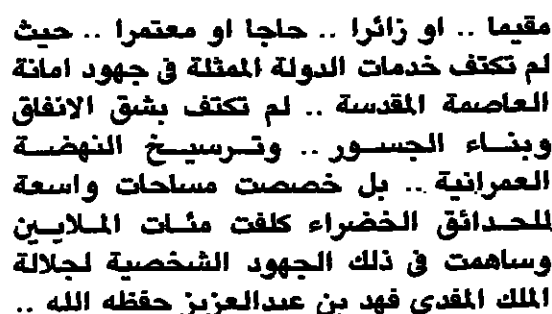 مقيما .. او زائرا .. حاجا او معتمرا .. حيث
لم تكتف خدمات الدولة الممثلة في جهود امانة
العاصمة المقدسة .. لم تكتف بشق الانفاق
وبناء الجسور .. وترسيخ النهضة
العمرانية .. بل خصصت مساحات واسعة
للحدائق الخضراء كلفت مئات الملايين
وساهمت في ذلك الجهود الشخصية لجلالة
الملك المفدي فهد بن عبدالعزيز حفظه الله ..